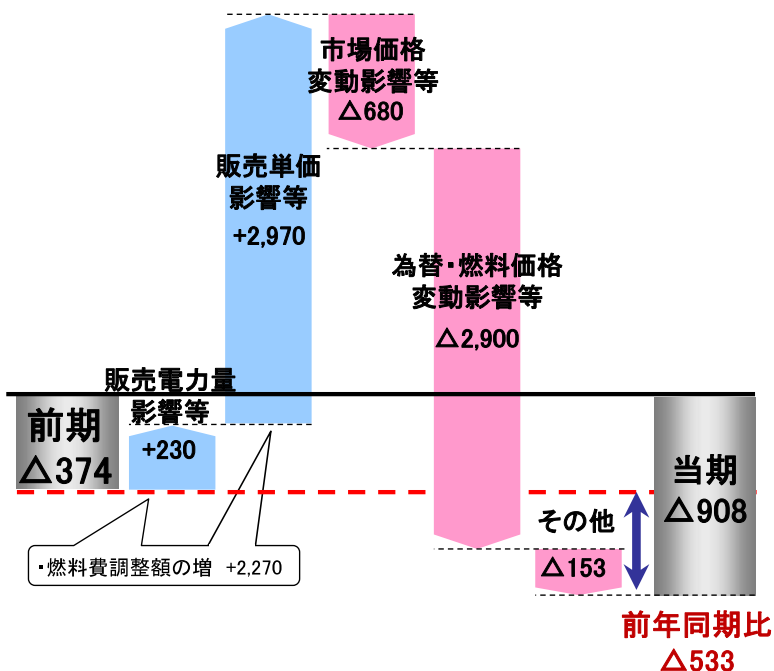 市場価格
変動影響等
△680
販売単価
影響等
+2,970
為替・燃料価格
変動影響等
△2,900
販売電力量
影響等
+230
前期
△374
・燃料費調整額の増 +2,270
その他
△153
当期
△908
前年同期比
△533